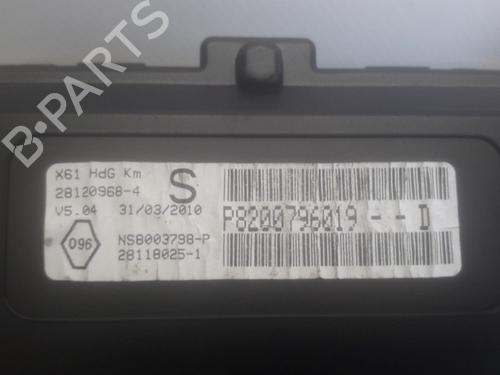 B-PARTS
X61 HdG Km
28120968-4
S
V5.04 31/03/2010
P8200796019 - - D
096
NS8003798-P
28118025-1